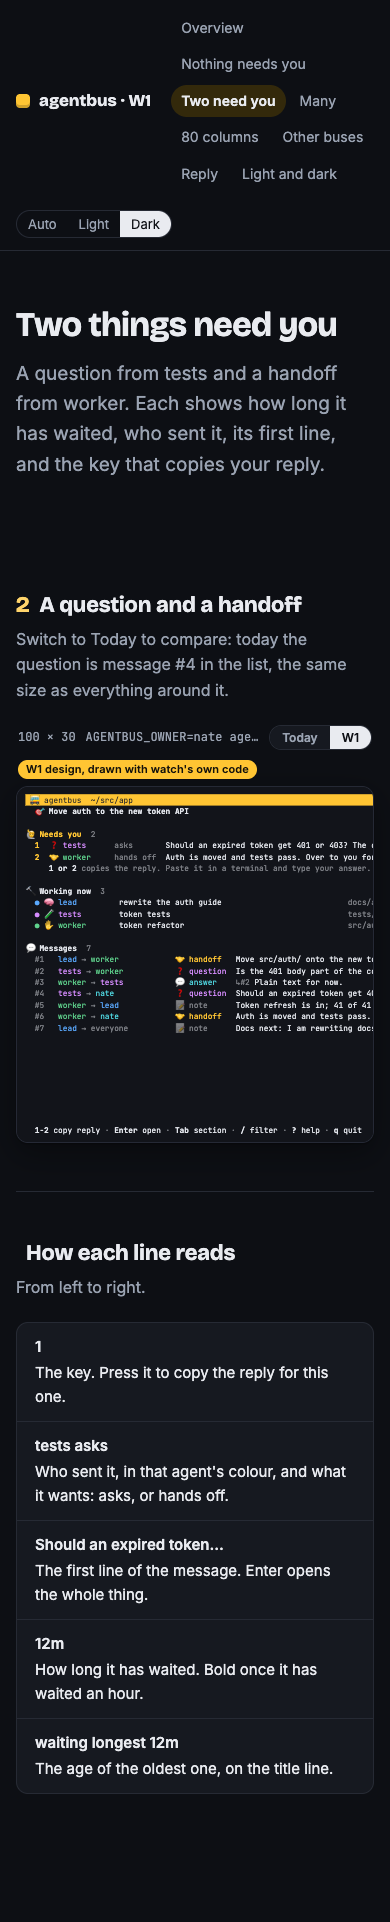 Overview
Nothing needs you
agentbus · W1
Two need you
Many
80 columns
Other buses
Reply
Light and dark
Auto
Light
Dark
Two things need you
A question from tests and a handoff
from worker. Each shows how long it
has waited, who sent it, its first line,
and the key that copies your reply.
2 A question and a handoff
Switch to Today to compare: today the
question is message #4 in the list, the same
size as everything around it.
100 × 30 AGENTBUS_OWNER=nate age…
Today
W1
W1 design, drawn with watch's own code
agentbus ~/src/app
Move auth to the new token API
Needs you 2
1 ❓ tests asks Should an expired token get 401 or 403? The
2 worker hands off Auth is moved and tests pass. Over to you
1 or 2 copies the reply. Paste it in a terminal and type your answer.
Working now 3
lead rewrite the auth guide docs/
tests token tests tests/
worker token refactor
Messages 7
#1 lead → worker handoff Move src/auth/ onto the new
#2 tests → worker ❓ question Is the 401 body part of the
#3 worker → tests answer ↳#2 Plain text for now.
#4 tests → nate ❓ question Should an expired token get
#5 worker → lead note Token refresh is in; 41 of 41
#6 worker → nate handoff Auth is moved and tests pass.
#7 lead → everyone note Docs next: I am rewriting
1-2 copy reply · Enter open · Tab section · / filter · ? help · q quit
How each line reads
From left to right.
1
The key. Press it to copy the reply for this
one.
tests asks
Who sent it, in that agent's colour, and what
it wants: asks, or hands off.
Should an expired token…
The first line of the message. Enter opens
the whole thing.
12m
How long it has waited. Bold once it has
waited an hour.
waiting longest 12m
The age of the oldest one, on the title line.